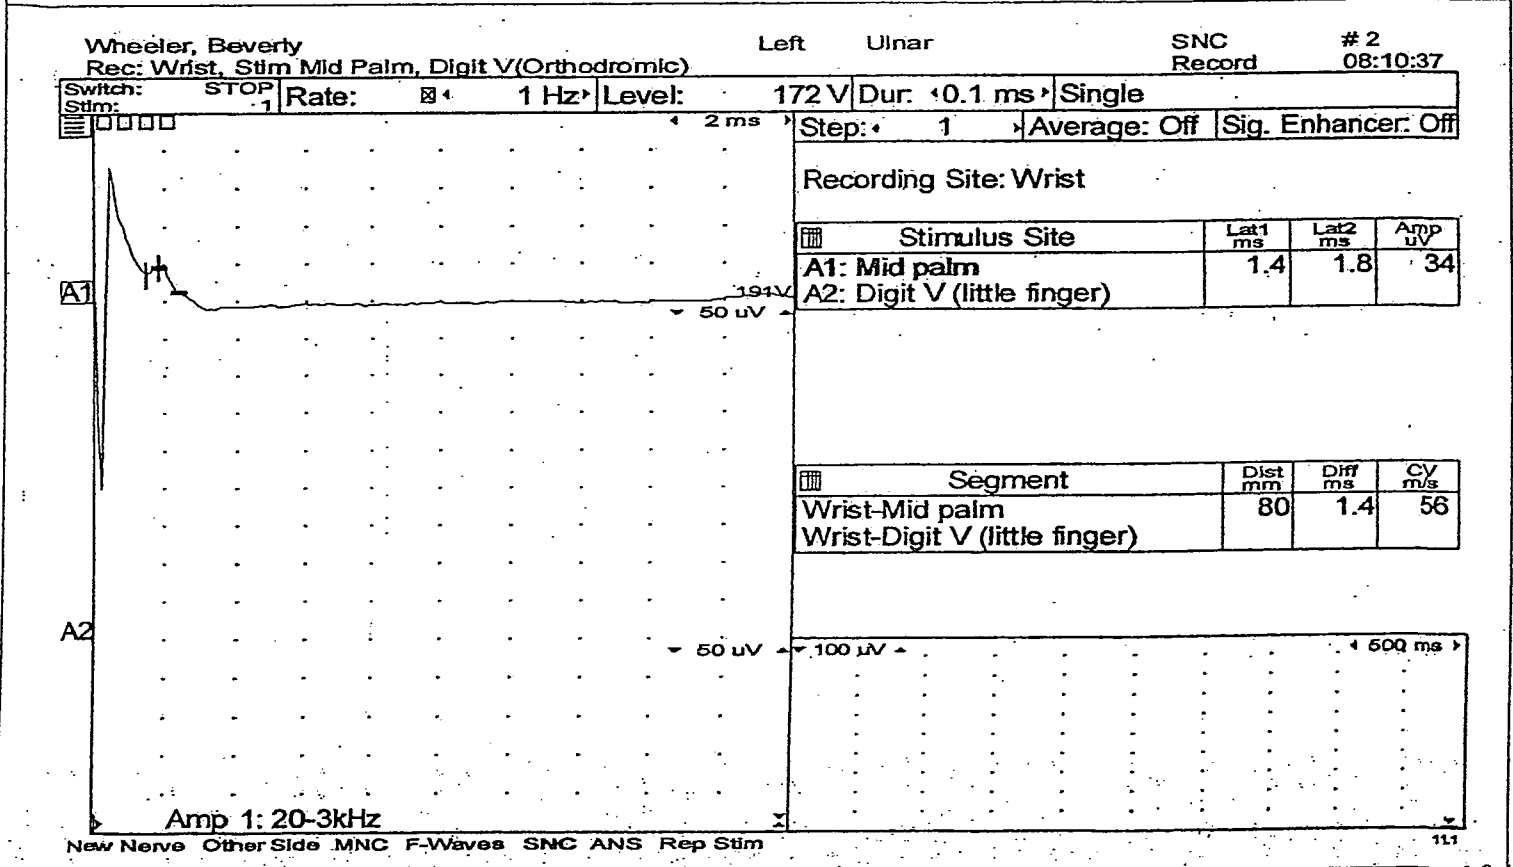 Wheeler, Beverly Left Ulnar SNC # 2
Rec: Wrist, Stim Mid Palm, Digit V(Orthodromic) Record 08:10:37
Switch: STOP Rate: 1 Hz Level: 172 V Dur: 0.1 ms Single
Stim: 1
2 ms Step: 1 Average: Off Sig. Enhancer: Off
Recording Site: Wrist
Stimulus Site Lat1 ms Lat2 ms Amp uV
A1: Mid palm 1.4 1.8 34
A1 191V A2: Digit V (little finger)
50 uV
Segment Dist mm Diff ms CV m/s
Wrist-Mid palm 80 1.4 56
Wrist-Digit V (little finger)
A2
50 uV 100 µV 500 ms
Amp 1: 20-3kHz
New Nerve Other Side MNC F-Waves SNC ANS Rep Stim 11.1